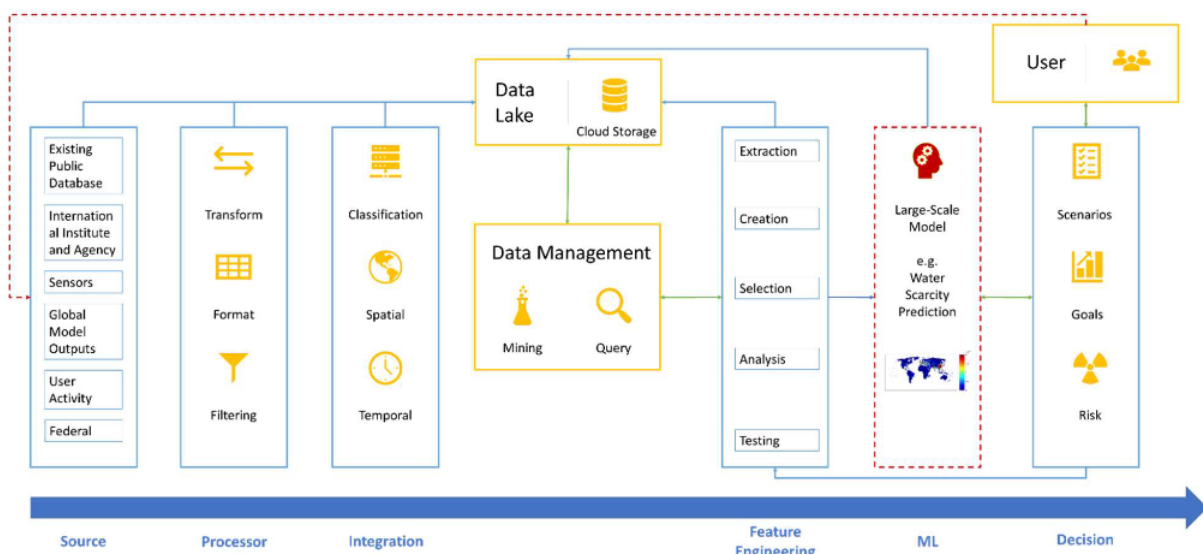 User
Data
Lake
Cloud Storage
Existing
Public
Database
Internation
al Institute
and Agency
Sensors
Global
Model
Outputs
User
Activity
Federal
Transform
Format
Filtering
Classification
Spatial
Temporal
Data Management
Mining
Query
Extraction
Creation
Selection
Analysis
Testing
Large-Scale
Model
e.g.
Water
Scarcity
Prediction
Scenarios
Goals
Risk
Source
Processor
Integration
Feature
Engineering
ML
Decision